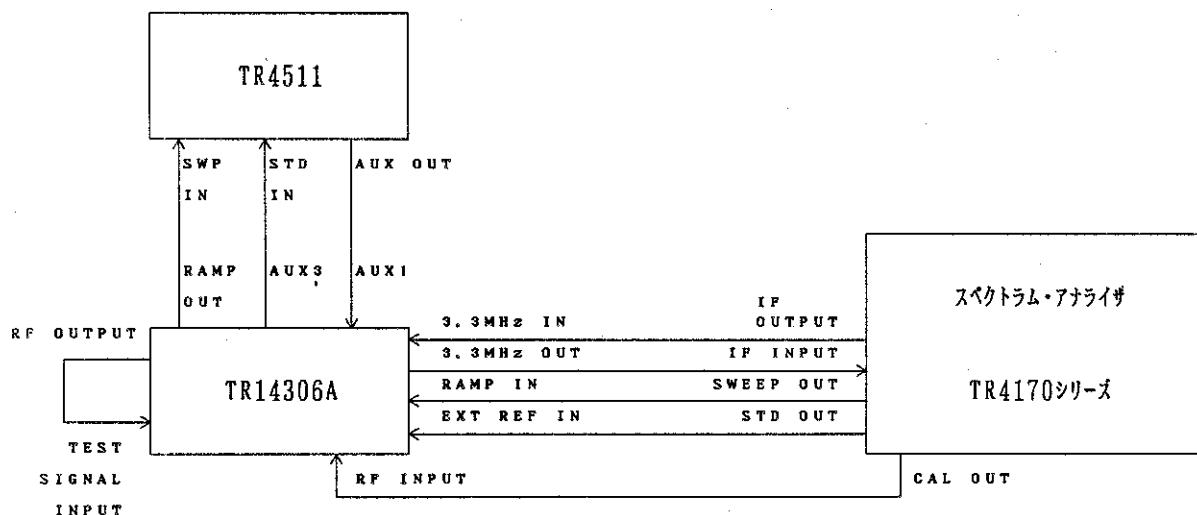 TR4511
SWP IN
STD IN
AUX OUT
RAMP OUT
AUX3
AUX1
RF OUTPUT
TR14306A
TEST
SIGNAL
INPUT
3.3MHz IN
IF OUTPUT
3.3MHz OUT
IF INPUT
RAMP IN
SWEEP OUT
EXT REF IN
STD OUT
RF INPUT
CAL OUT
スペクトラム・アナライザ
TR4170シリーズ